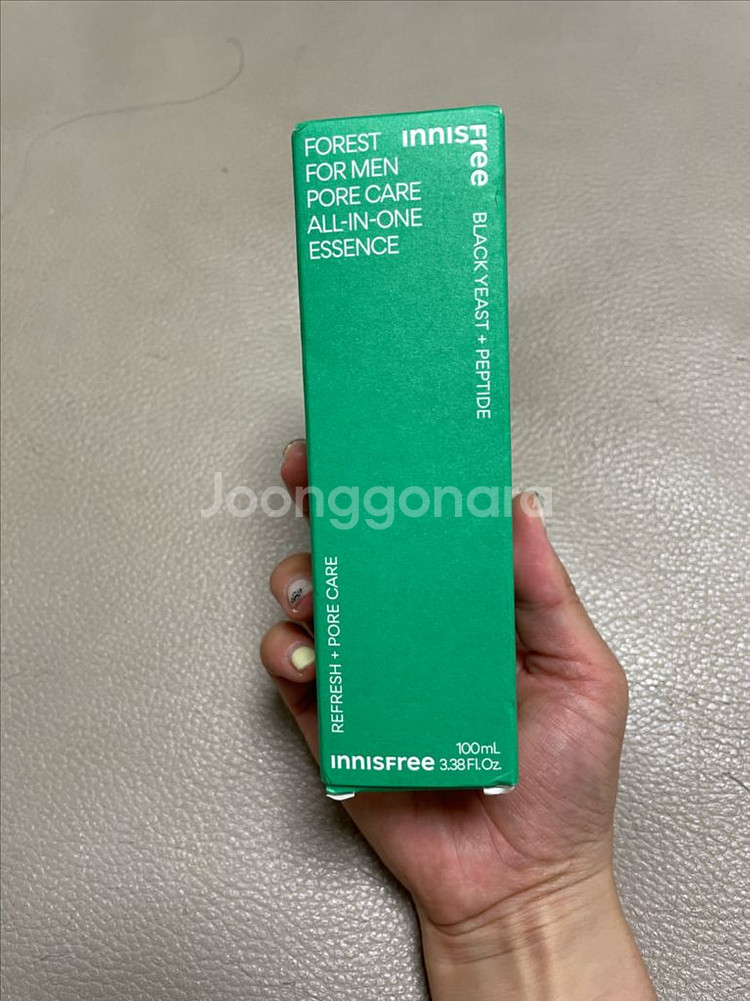 FOREST
FOR MEN
PORE CARE
ALL-IN-ONE
ESSENCE
INNISFree
BLACK YEAST + PEPTIDE
Joonggonara
REFRESH + PORE CARE
INNISFree
100mL
3.38 Fl. Oz.